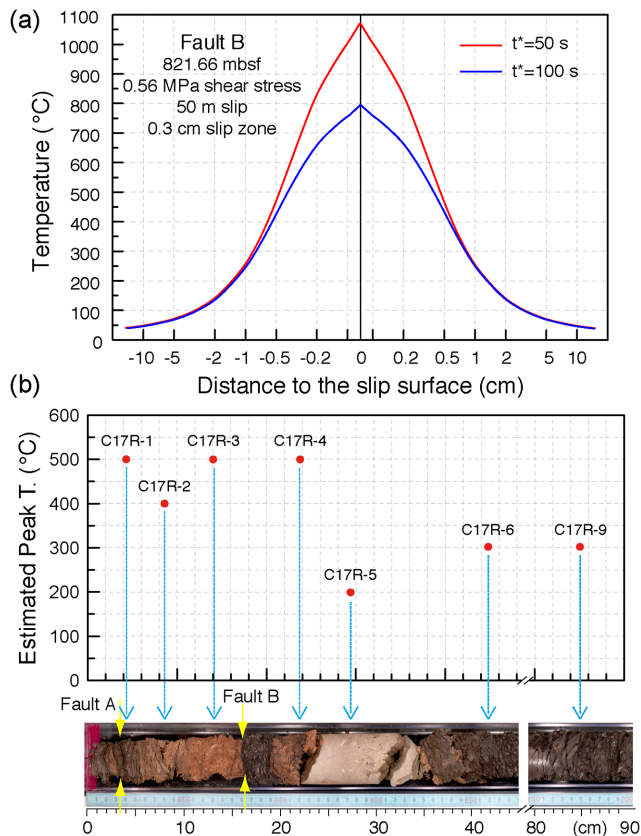 (a)
Fault B
821.66 mbsf
0.56 MPa shear stress
50 m slip
0.3 cm slip zone
t*=50 s
t*=100 s
Temperature (°C)
1100
1000
900
800
700
600
500
400
300
200
100
0
-10 -5 -2 -1 -0.5 -0.2 0 0.2 0.5 1 2 5 10
Distance to the slip surface (cm)
(b)
Estimated Peak T. (°C)
600
500
400
300
200
100
0
C17R-1
C17R-2
C17R-3
C17R-4
C17R-5
C17R-6
C17R-9
Fault A
Fault B
0 10 20 30 40 80 (cm) 90